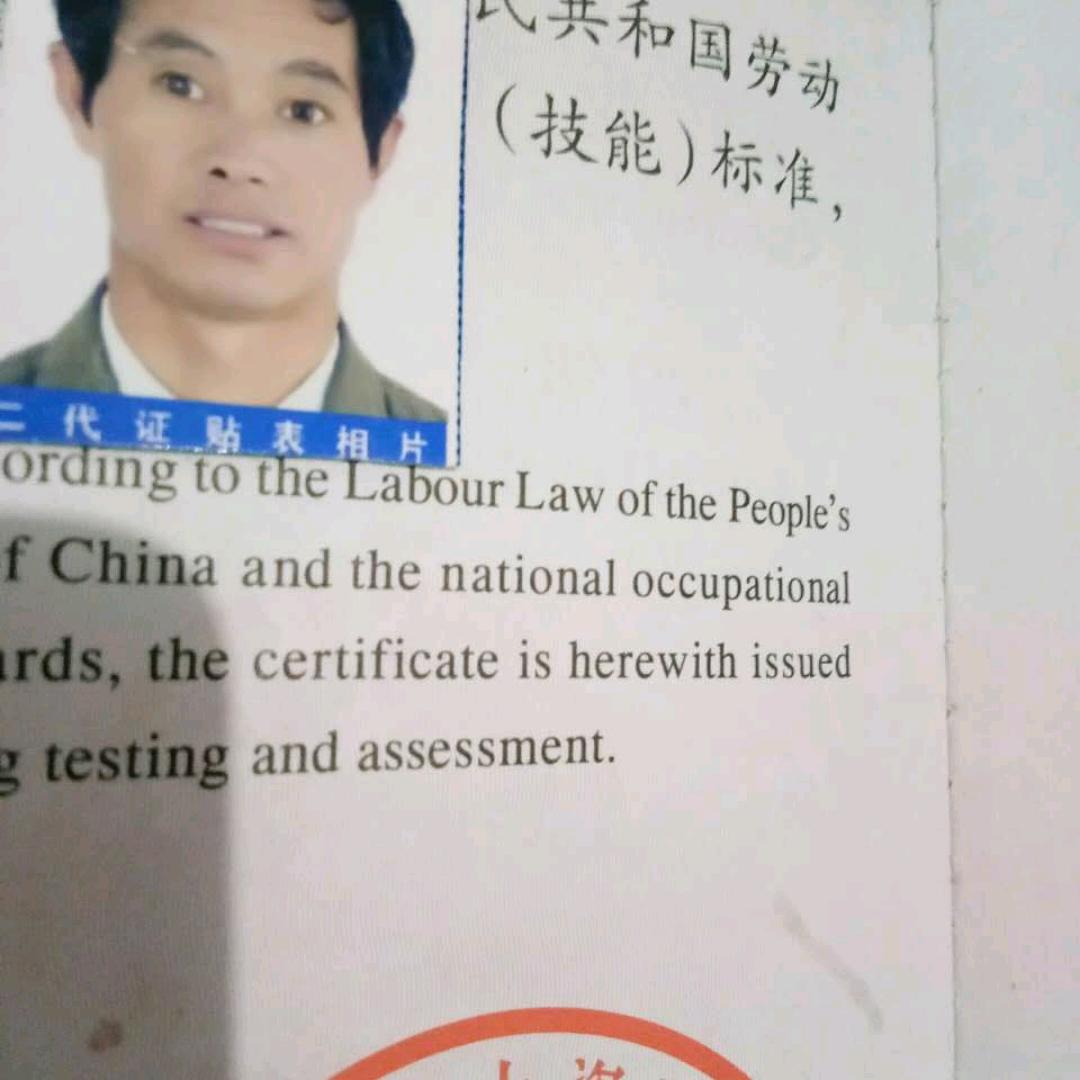 民共和国劳动
（技能）标准，
二代证贴表相片
ording to the Labour Law of the People's
f China and the national occupational
rds, the certificate is herewith issued
g testing and assessment.